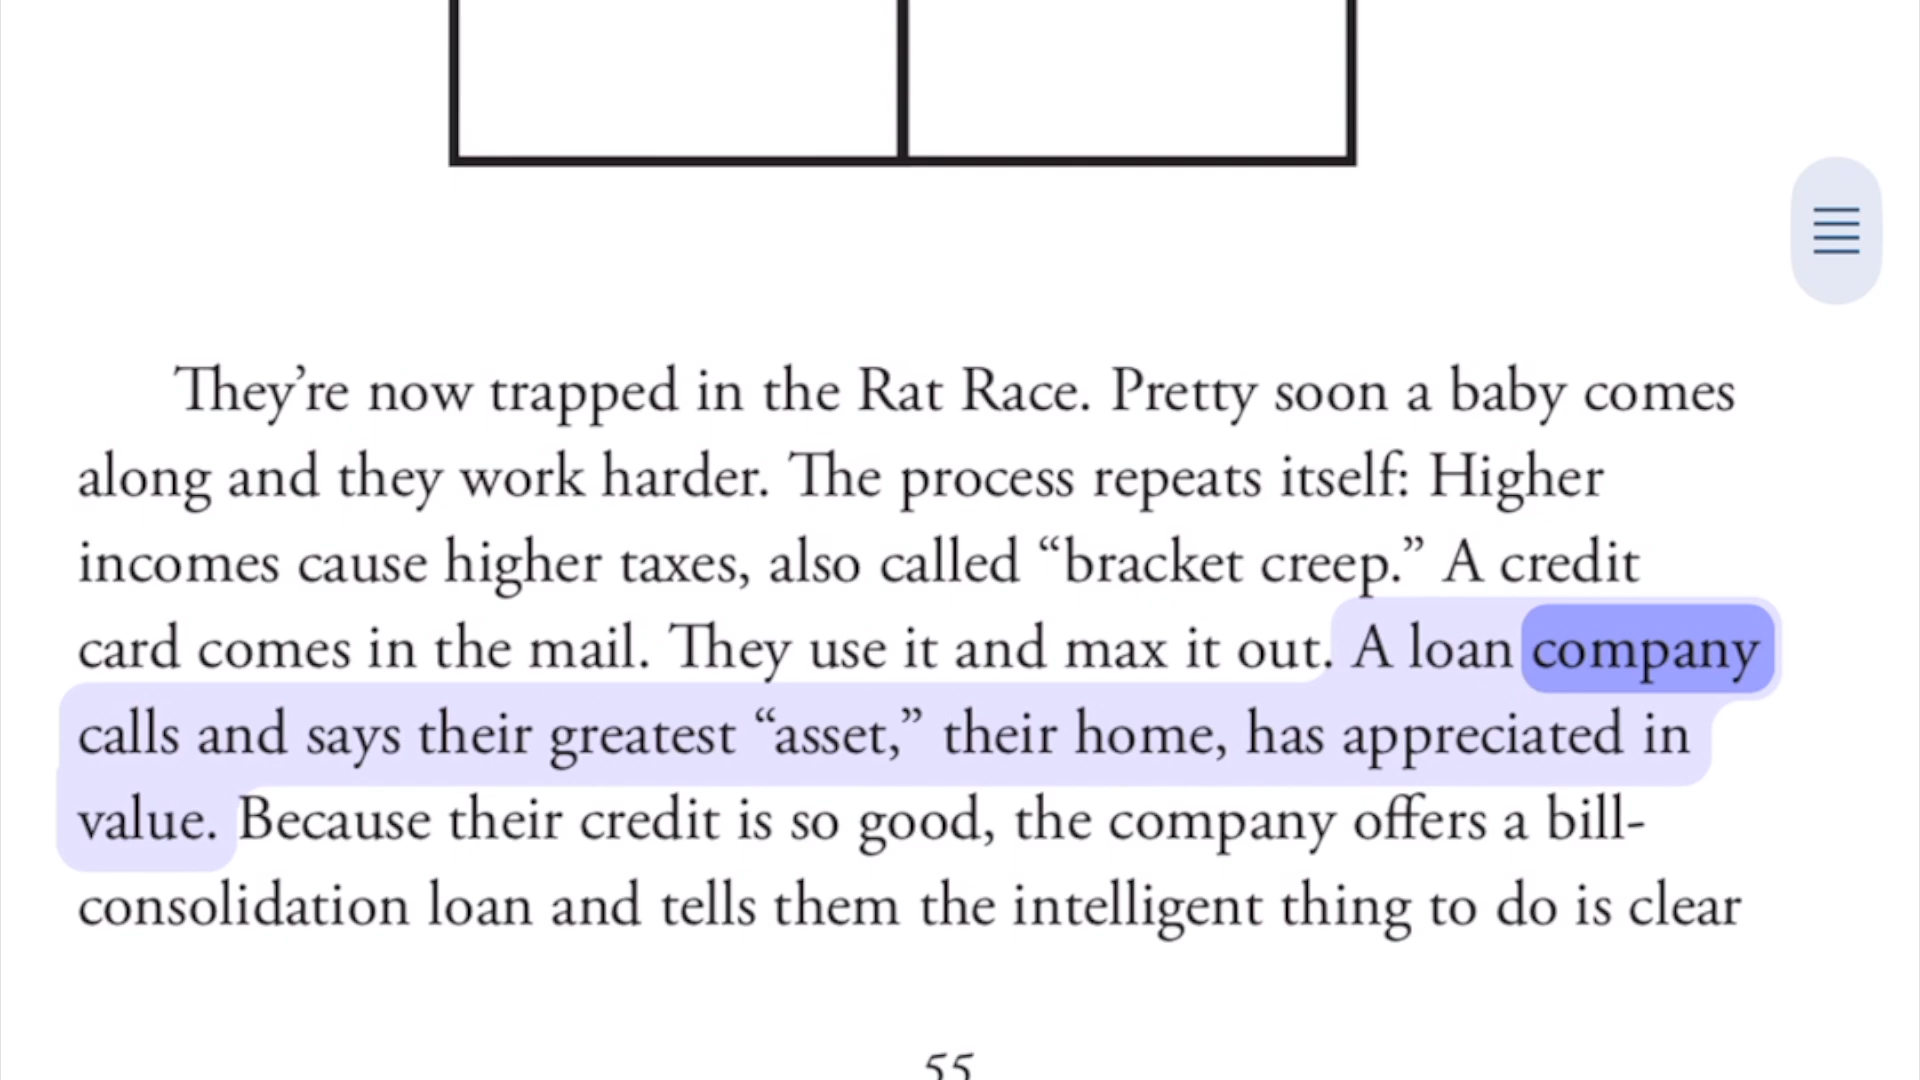 They’re now trapped in the Rat Race. Pretty soon a baby comes
along and they work harder. The process repeats itself: Higher
incomes cause higher taxes, also called “bracket creep.” A credit
card comes in the mail. They use it and max it out. A loan company
calls and says their greatest “asset,” their home, has appreciated in
value. Because their credit is so good, the company offers a bill-
consolidation loan and tells them the intelligent thing to do is clear
55